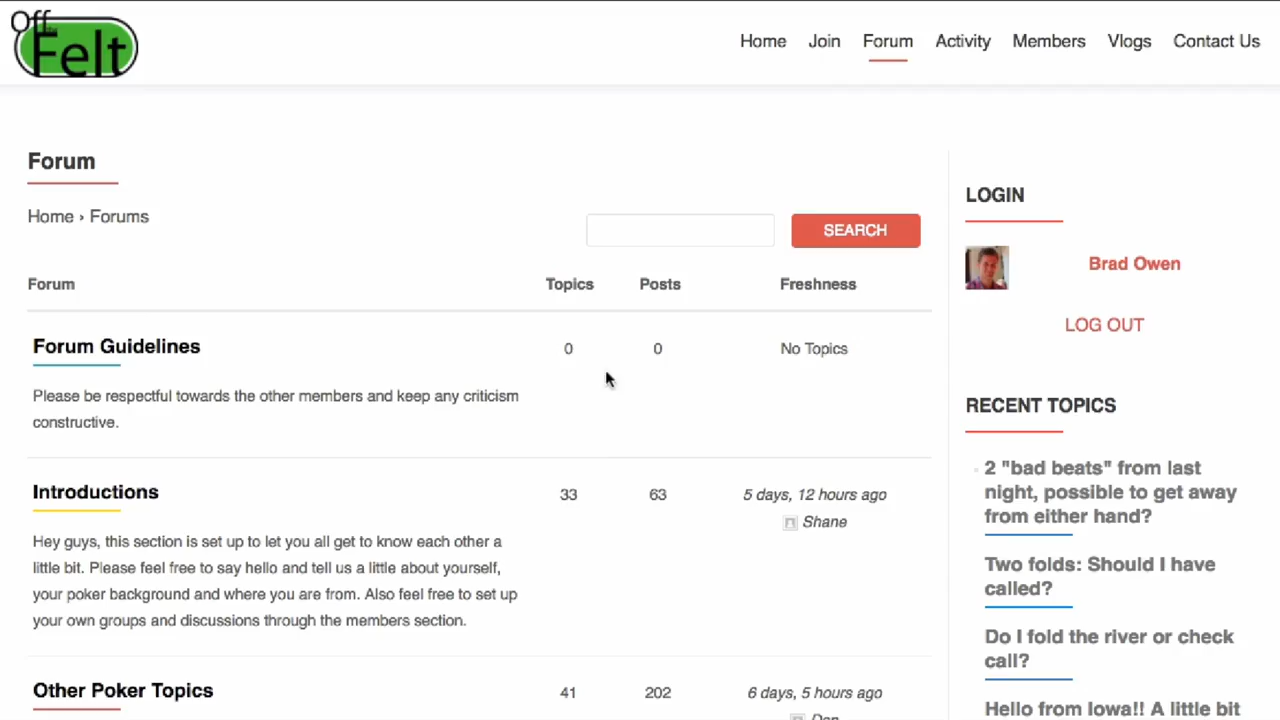 Off
Felt
Home Join Forum Activity Members Vlogs Contact Us
Forum
Home › Forums
SEARCH
Forum Topics Posts Freshness
Forum Guidelines 0 0 No Topics
Please be respectful towards the other members and keep any criticism
constructive.
Introductions 33 63 5 days, 12 hours ago
Shane
Hey guys, this section is set up to let you all get to know each other a
little bit. Please feel free to say hello and tell us a little about yourself,
your poker background and where you are from. Also feel free to set up
your own groups and discussions through the members section.
Other Poker Topics 41 202 6 days, 5 hours ago
LOGIN
Brad Owen
LOG OUT
RECENT TOPICS
2 "bad beats" from last
night, possible to get away
from either hand?
Two folds: Should I have
called?
Do I fold the river or check
call?
Hello from Iowa!! A little bit